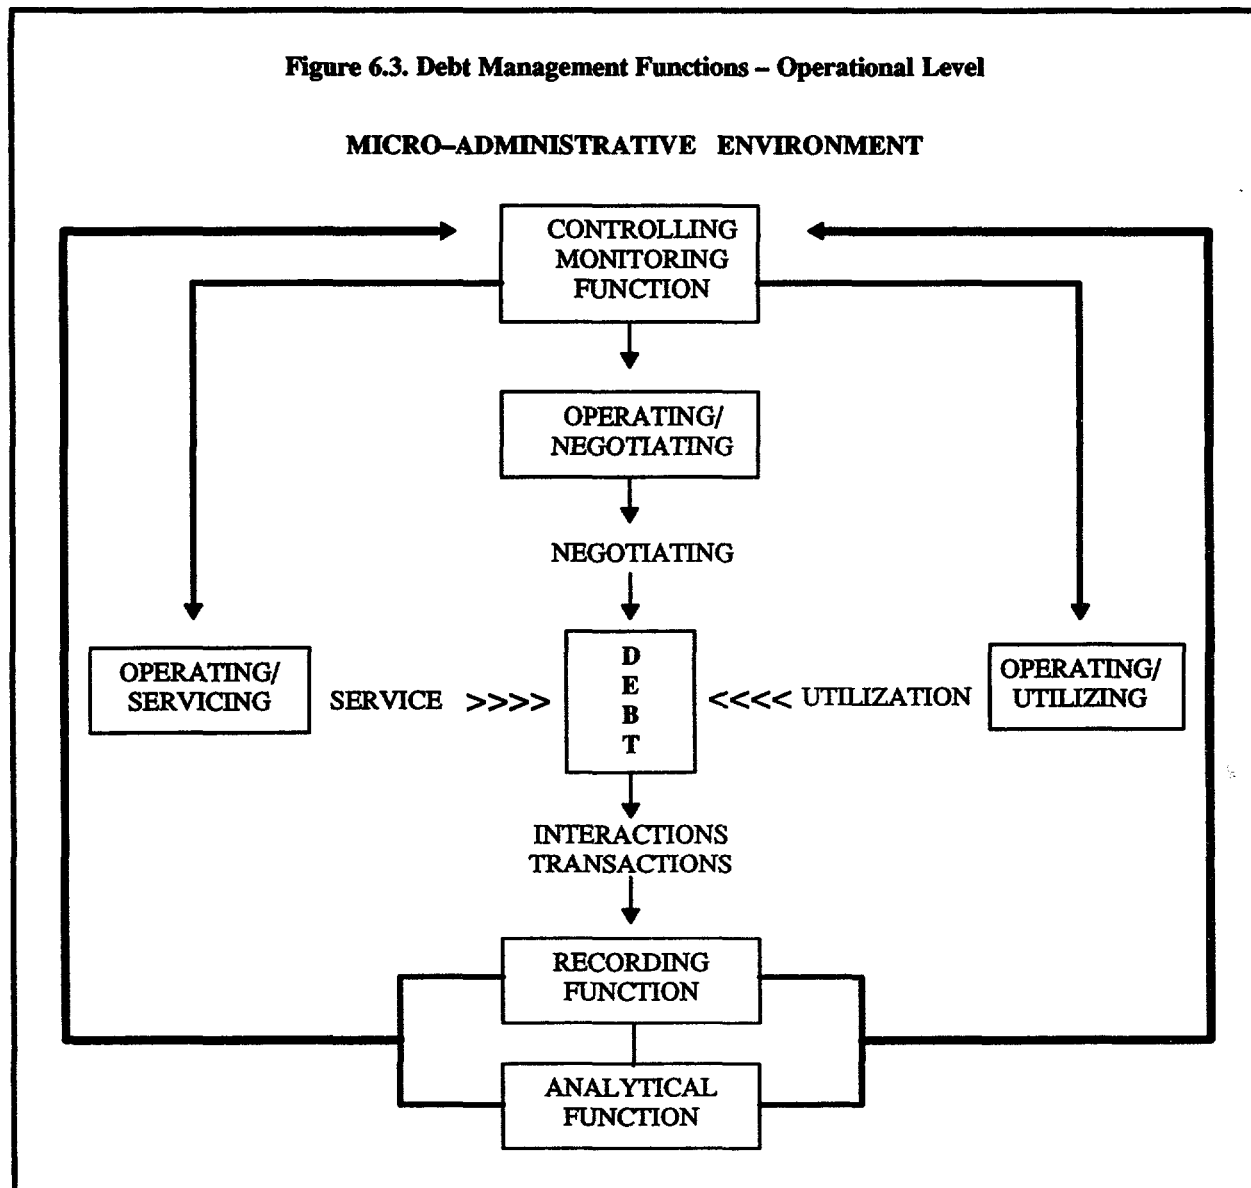 Figure 6.3. Debt Management Functions – Operational Level
MICRO–ADMINISTRATIVE ENVIRONMENT
CONTROLLING
MONITORING
FUNCTION
OPERATING/
NEGOTIATING
NEGOTIATING
OPERATING/
SERVICING
SERVICE >>>>
D
E
B
T
<<<< UTILIZATION
OPERATING/
UTILIZING
INTERACTIONS
TRANSACTIONS
RECORDING
FUNCTION
ANALYTICAL
FUNCTION